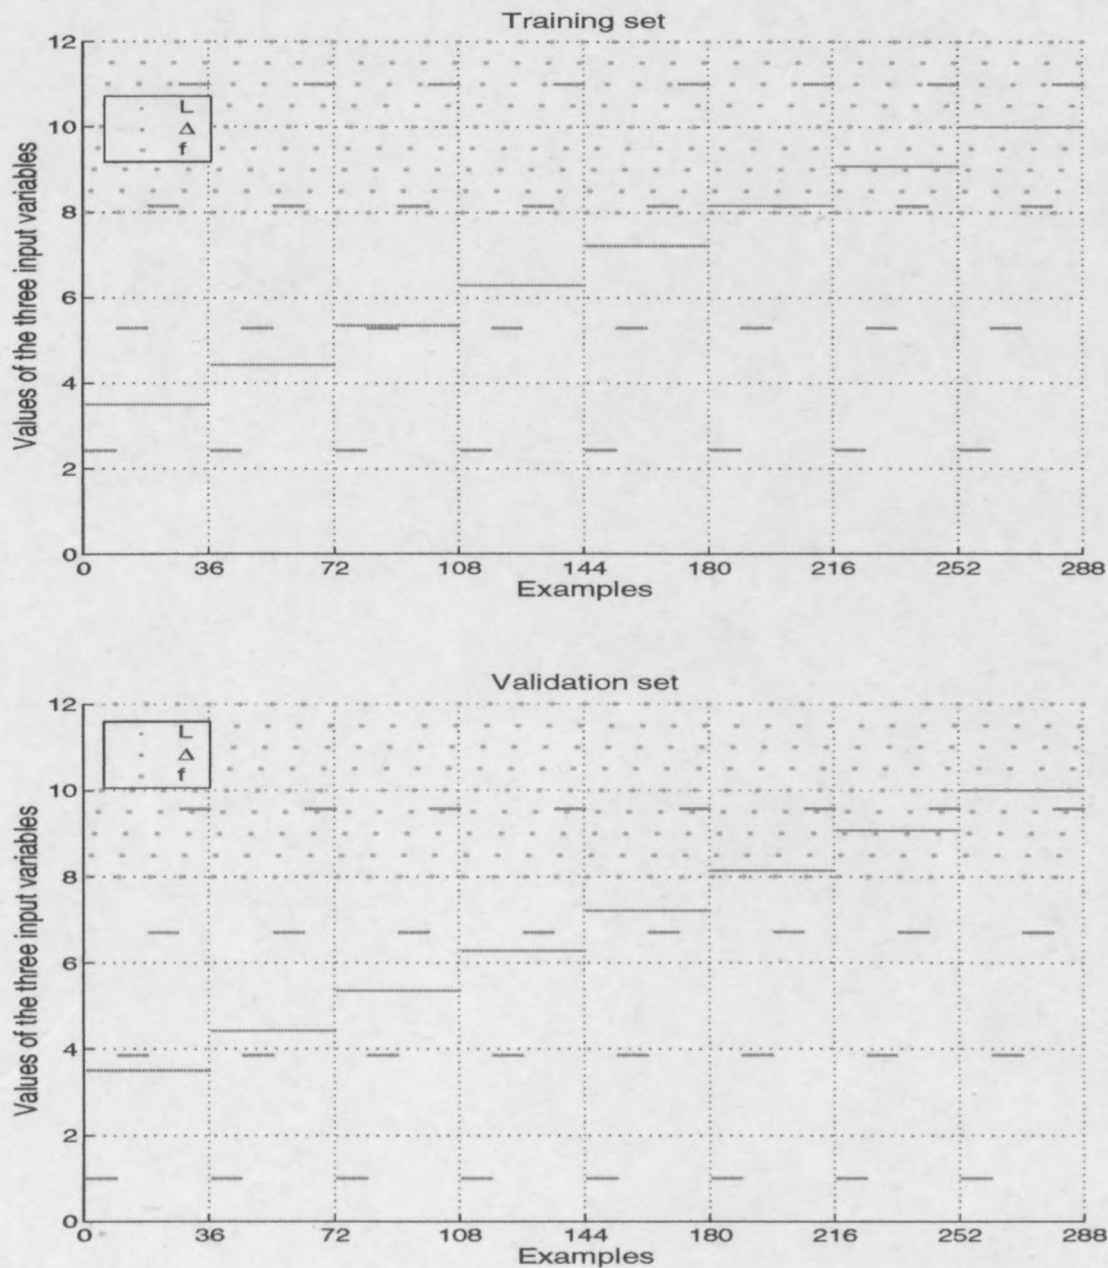 Training set
Values of the three input variables
12
10
8
6
4
2
0
L
Δ
f
0 36 72 108 144 180 216 252 288
Examples
Validation set
Values of the three input variables
12
10
8
6
4
2
0
L
Δ
f
0 36 72 108 144 180 216 252 288
Examples